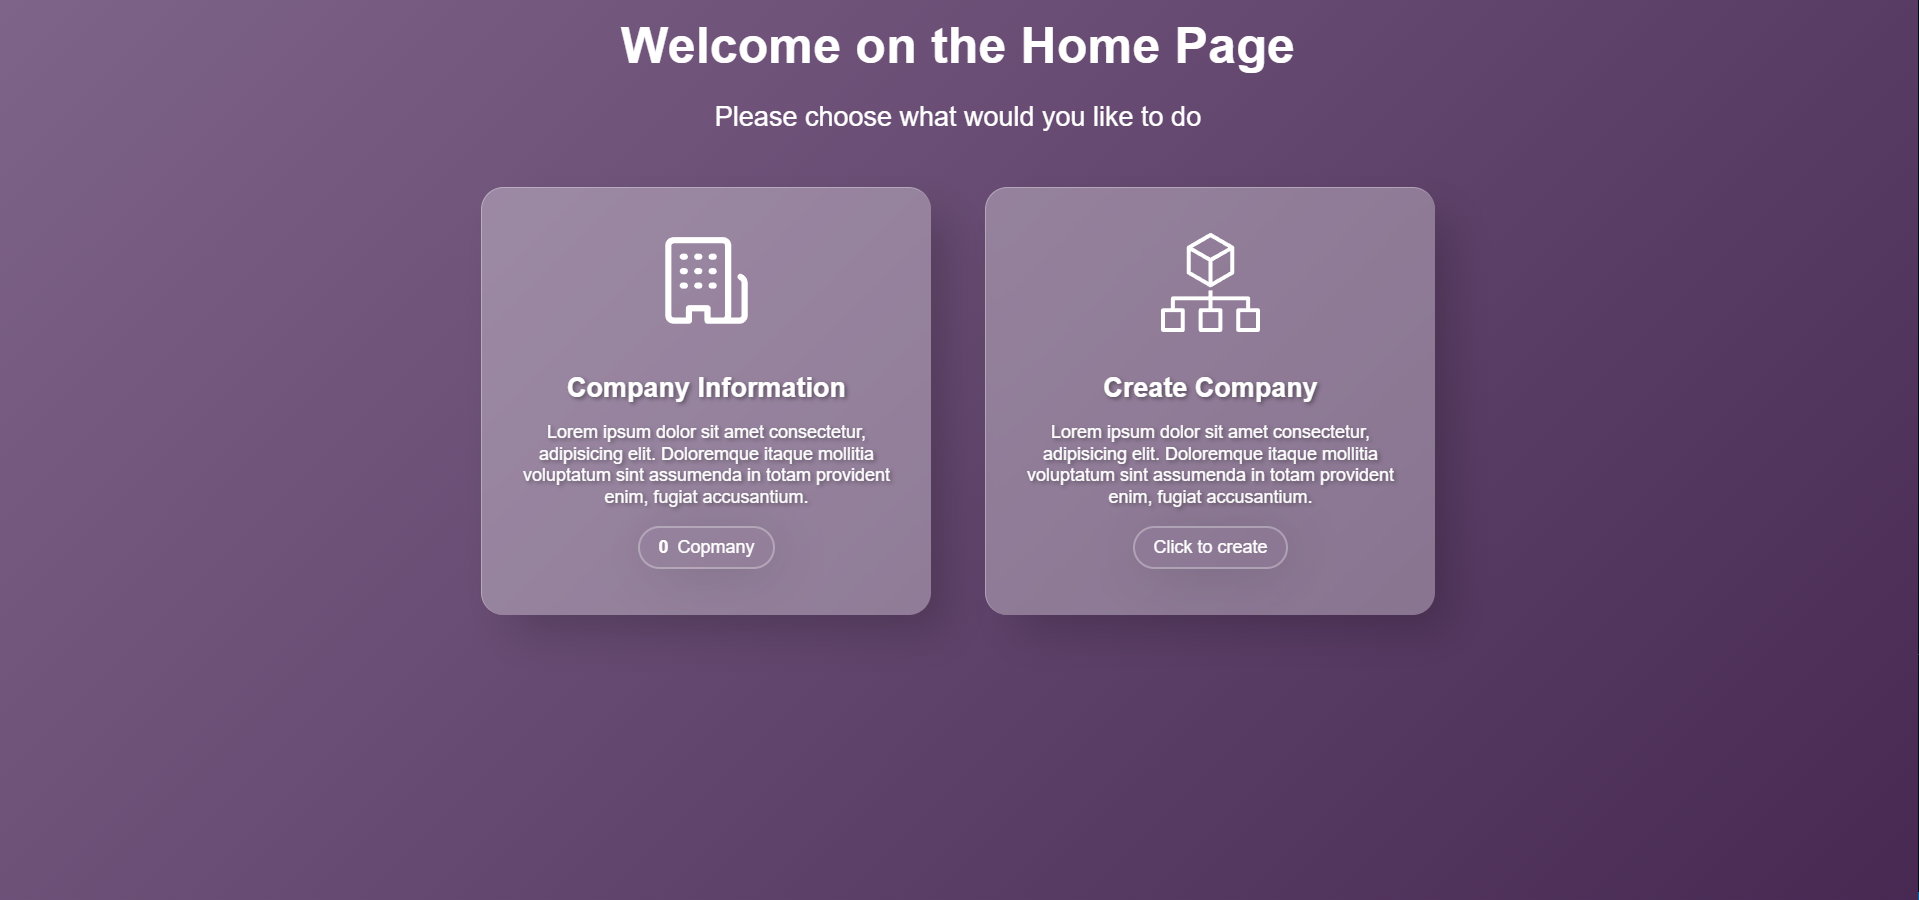 Welcome on the Home Page
Please choose what would you like to do
Company Information
Lorem ipsum dolor sit amet consectetur,
adipisicing elit. Doloremque itaque mollitia
voluptatum sint assumenda in totam provident
enim, fugiat accusantium.
0 Copmany
Create Company
Lorem ipsum dolor sit amet consectetur,
adipisicing elit. Doloremque itaque mollitia
voluptatum sint assumenda in totam provident
enim, fugiat accusantium.
Click to create